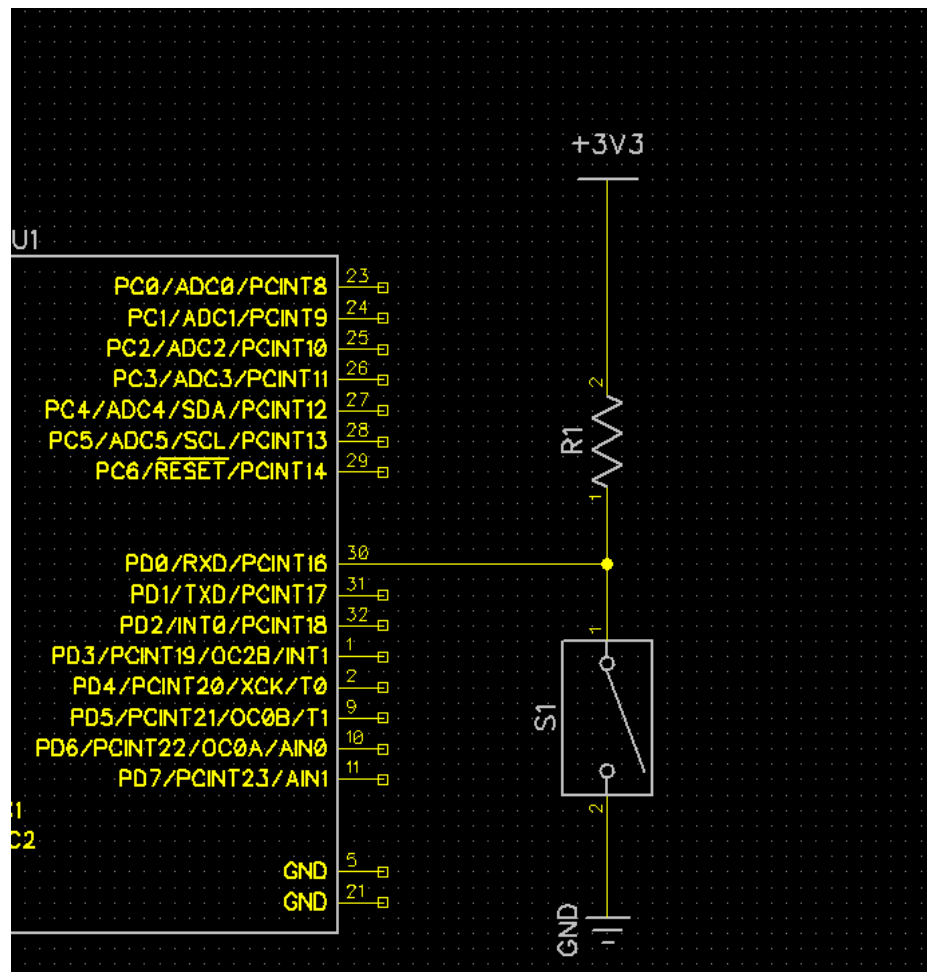 +3V3
U1
PC0/ADC0/PCINT8 23
PC1/ADC1/PCINT9 24
PC2/ADC2/PCINT10 25
PC3/ADC3/PCINT11 26
PC4/ADC4/SDA/PCINT12 27
PC5/ADC5/SCL/PCINT13 28
PC6/RESET/PCINT14 29
2
R1
1
PD0/RXD/PCINT16 30
PD1/TXD/PCINT17 31
PD2/INT0/PCINT18 32
PD3/PCINT19/OC2B/INT1 1
PD4/PCINT20/XCK/T0 2
PD5/PCINT21/OC0B/T1 9
PD6/PCINT22/OC0A/AIN0 10
PD7/PCINT23/AIN1 11
1
S1
2
1
C2
GND 5
GND 21
GND